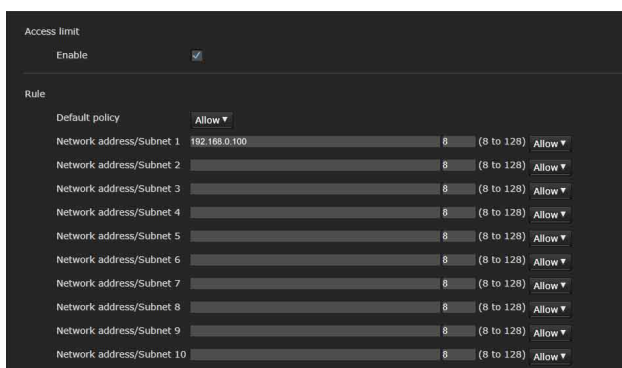 Access limit
Enable
Rule
Default policy Allow ▼
Network address/Subnet 1 192.168.0.100 8 (8 to 128) Allow ▼
Network address/Subnet 2 8 (8 to 128) Allow ▼
Network address/Subnet 3 8 (8 to 128) Allow ▼
Network address/Subnet 4 8 (8 to 128) Allow ▼
Network address/Subnet 5 8 (8 to 128) Allow ▼
Network address/Subnet 6 8 (8 to 128) Allow ▼
Network address/Subnet 7 8 (8 to 128) Allow ▼
Network address/Subnet 8 8 (8 to 128) Allow ▼
Network address/Subnet 9 8 (8 to 128) Allow ▼
Network address/Subnet 10 8 (8 to 128) Allow ▼